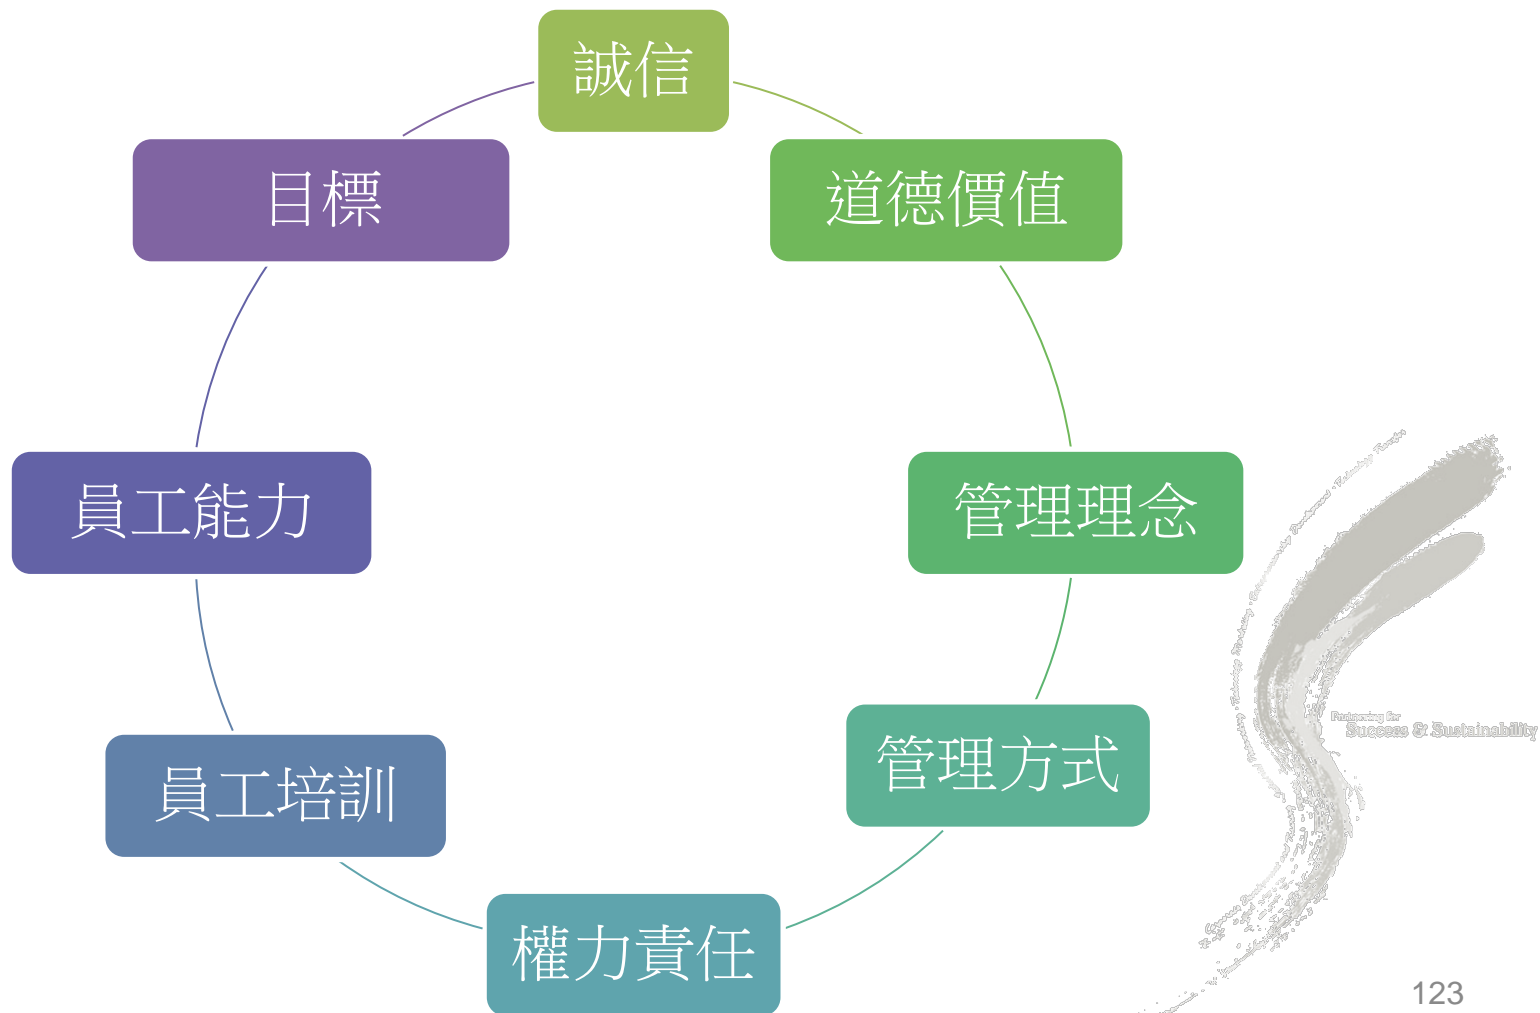 誠信
道德價值
管理理念
管理方式
權力責任
員工培訓
員工能力
目標
Partnering for
Success & Sustainability
123